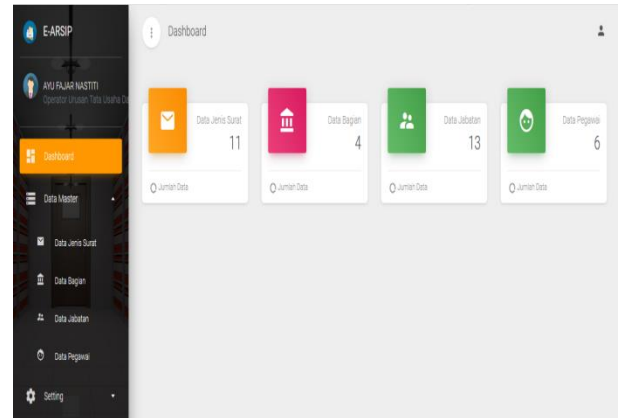 E-ARSIP
AYU FAJAR NASTITI
Operator Urusan Tata Usaha Da
Dashboard
Data Master
Data Jenis Surat
Data Bagian
Data Jabatan
Data Pegawai
Setting
Dashboard
Data Jenis Surat
11
Jumlah Data
Data Bagian
4
Jumlah Data
Data Jabatan
13
Jumlah Data
Data Pegawai
6
Jumlah Data